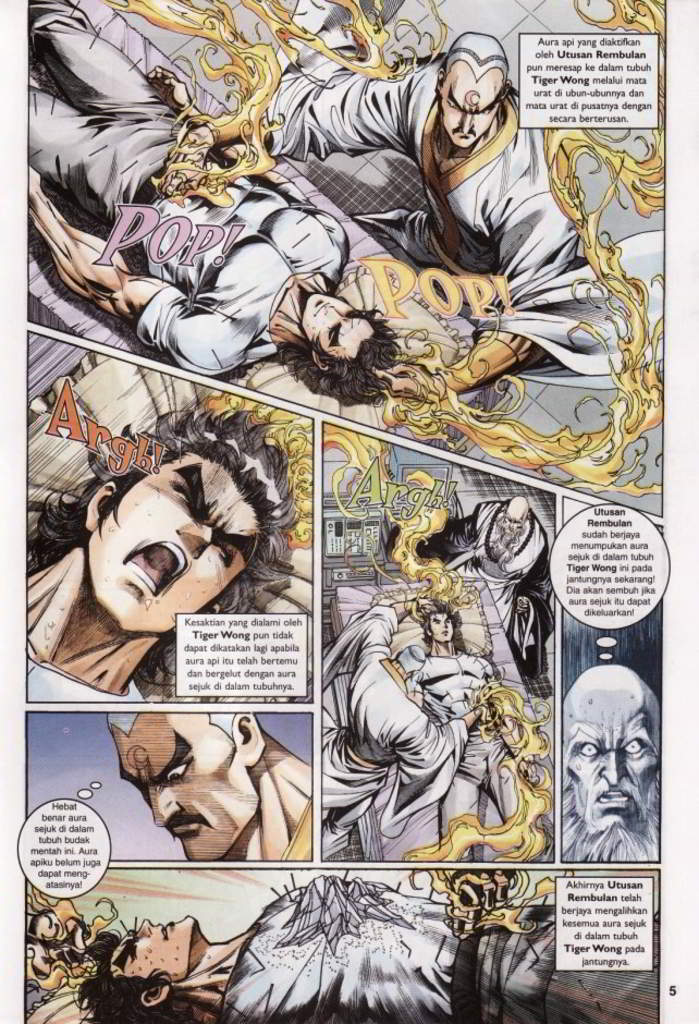 Aura api yang diaktifkan
oleh Utusan Rembulan
pun meresap ke dalam tubuh
Tiger Wong melalui mata
urat di ubun-ubunnya dan
mata urat di pusatnya dengan
secara berterusan.
POP!
POP!
Argh!
Kesaktian yang dialami oleh
Tiger Wong pun tidak
dapat dikatakan lagi apabila
aura api itu telah bertemu
dan bergelut dengan aura
sejuk di dalam tubuhnya.
Argh!
Utusan
Rembulan
sudah berjaya
menumpukan aura
sejuk di dalam tubuh
Tiger Wong ini pada
jantungnya sekarang!
Dia akan sembuh jika
aura sejuk itu dapat
dikeluarkan!
Hebat
benar aura
sejuk di dalam
tubuh budak
mentah ini. Aura
apiku belum juga
dapat meng-
atasinya!
Akhirnya Utusan
Rembulan telah
berjaya mengalihkan
kesemua aura sejuk
di dalam tubuh
Tiger Wong pada
jantungnya.
5